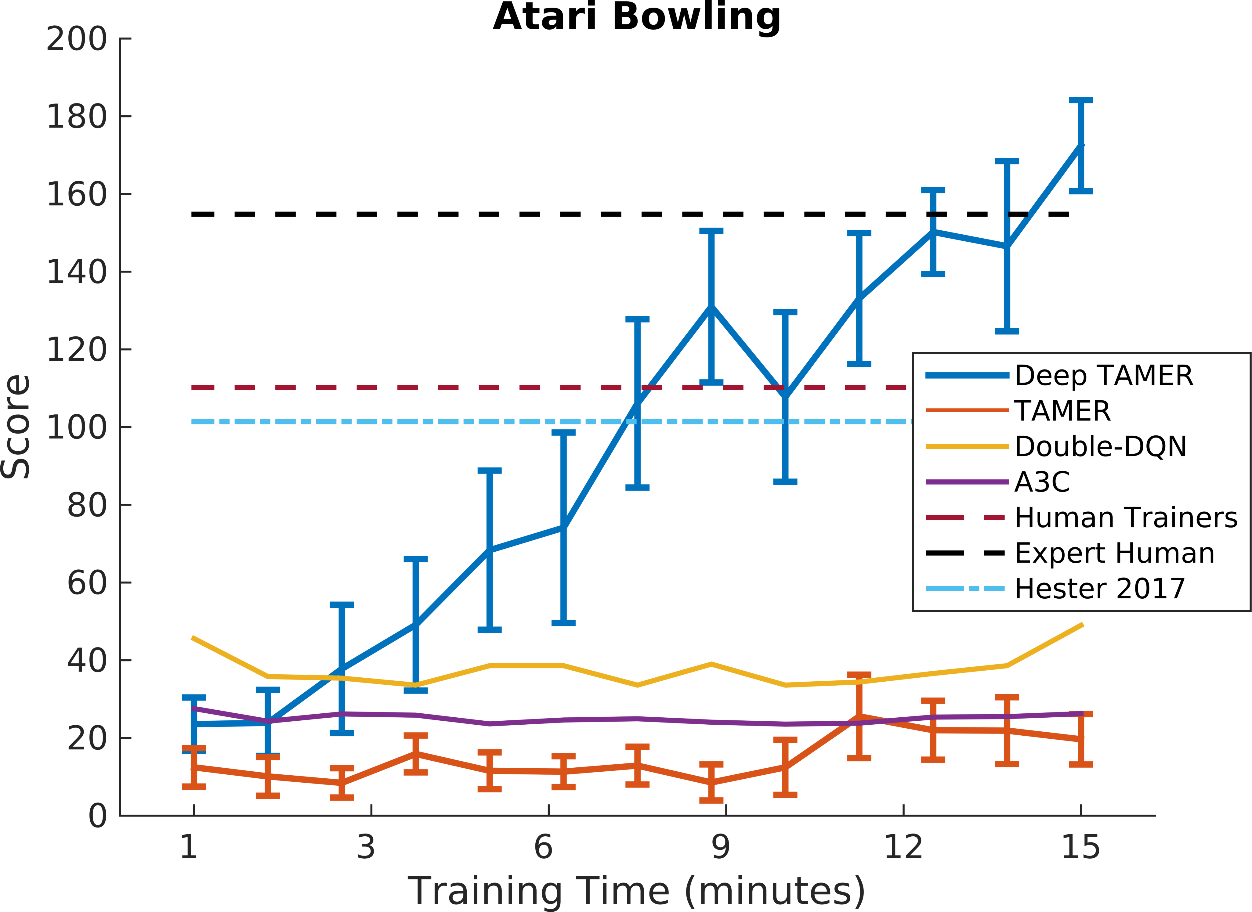 Atari Bowling
200
180
160
140
120
100
80
60
40
20
0
Score
1 3 6 9 12 15
Training Time (minutes)
Deep TAMER
TAMER
Double-DQN
A3C
Human Trainers
Expert Human
Hester 2017